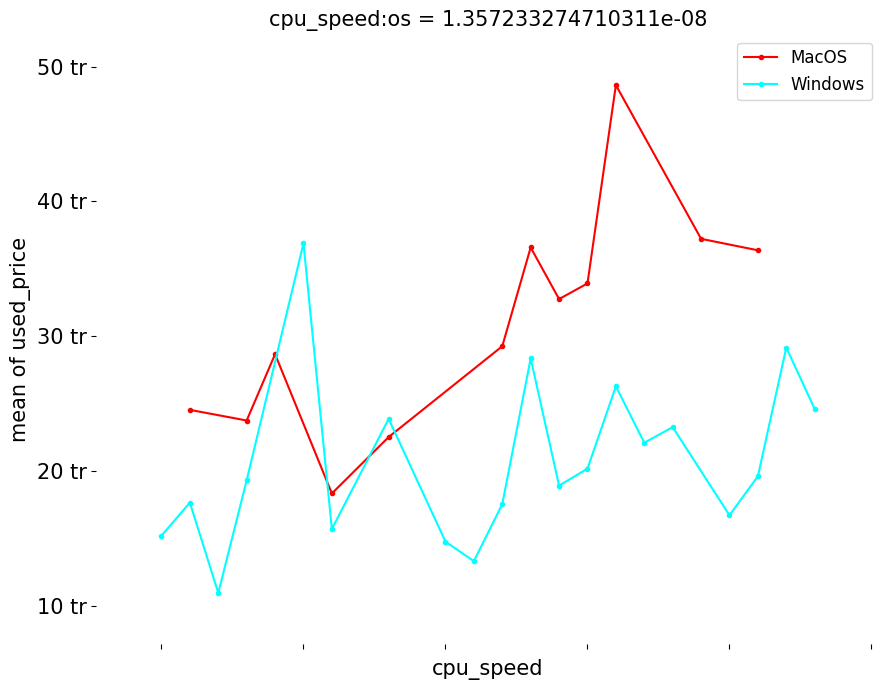 cpu_speed:os = 1.357233274710311e-08
MacOS
Windows
50 tr
40 tr
30 tr
20 tr
10 tr
mean of used_price
cpu_speed